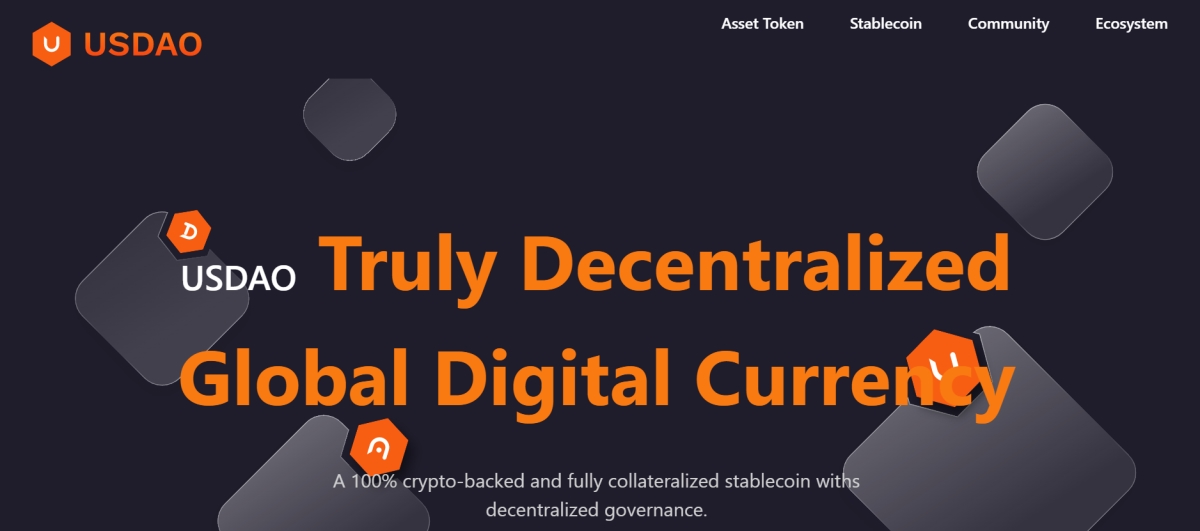 USDAO
Asset Token Stablecoin Community Ecosystem
D
USDAO Truly Decentralized
U
Global Digital Currency
A 100% crypto-backed and fully collateralized stablecoin withs
decentralized governance.